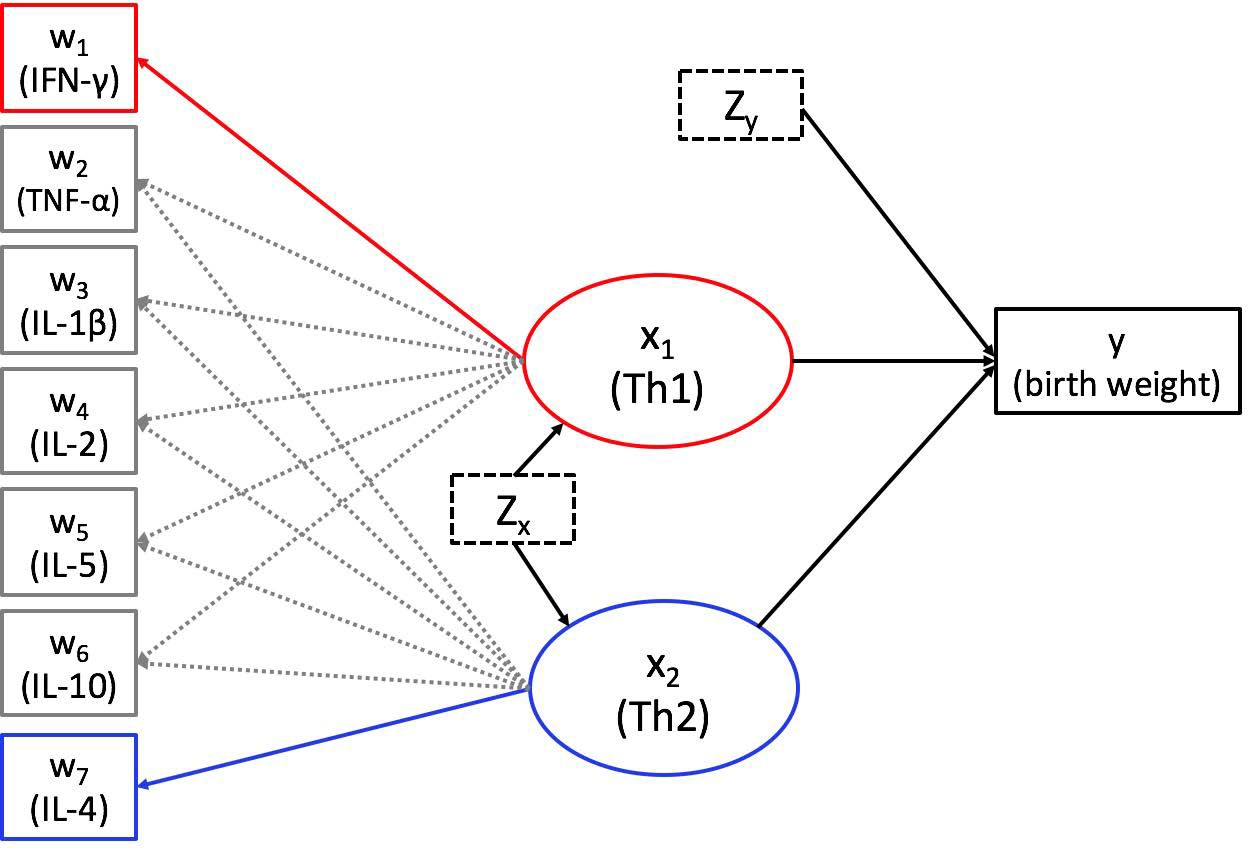 w1
(IFN-γ)
w2
(TNF-α)
w3
(IL-1β)
w4
(IL-2)
w5
(IL-5)
w6
(IL-10)
w7
(IL-4)
Zy
x1
(Th1)
Zx
x2
(Th2)
y
(birth weight)